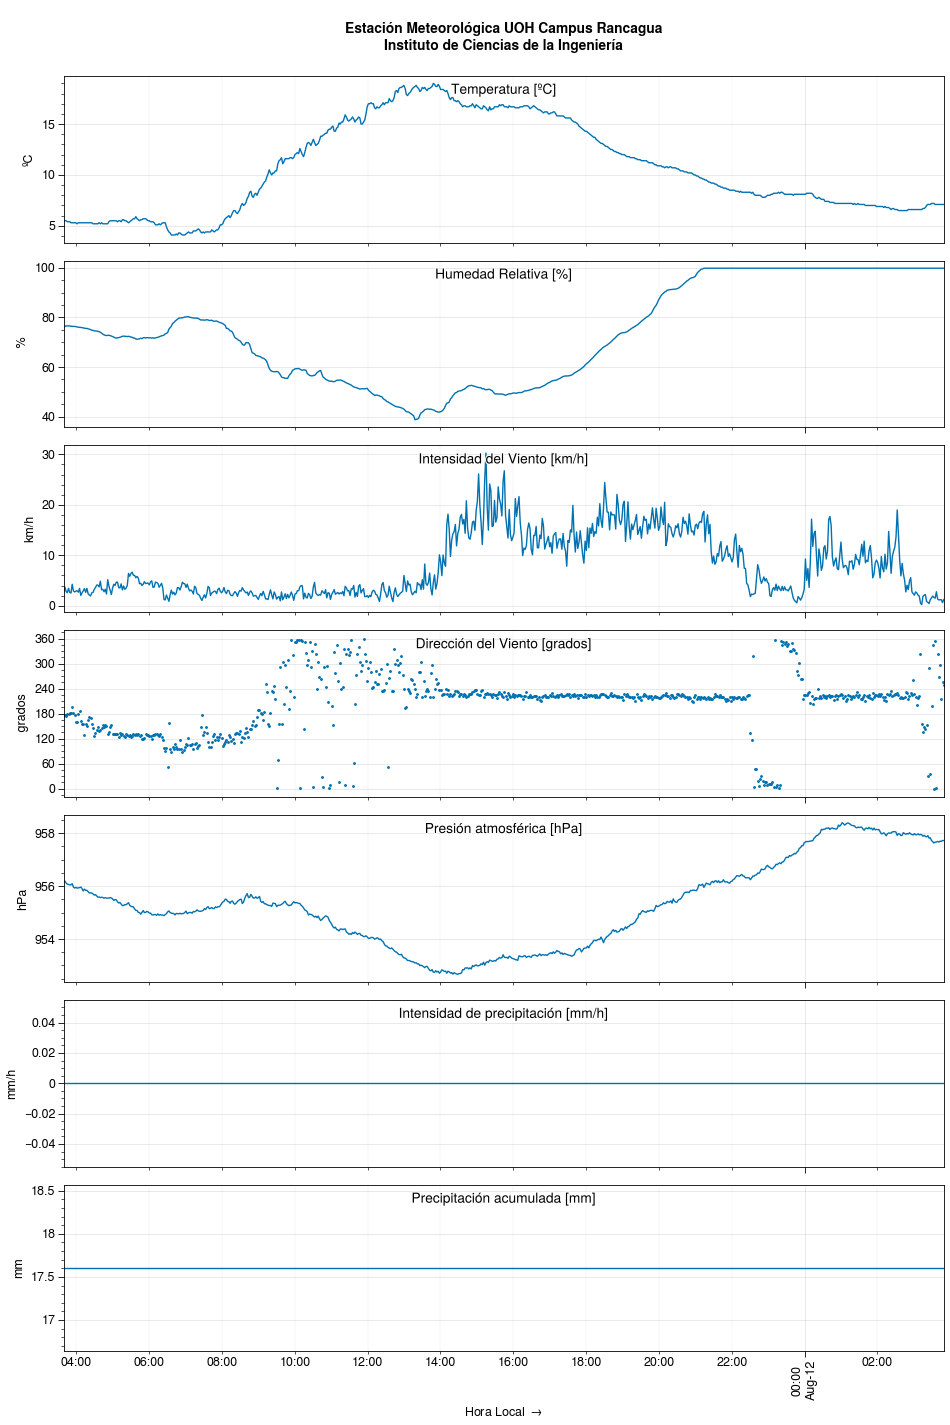 Estación Meteorológica UOH Campus Rancagua
Instituto de Ciencias de la Ingeniería
Temperatura [ºC]
15
10
5
ºC
Humedad Relativa [%]
100
80
60
40
%
Intensidad del Viento [km/h]
30
20
10
0
km/h
Dirección del Viento [grados]
360
300
240
180
120
60
0
grados
Presión atmosférica [hPa]
958
956
954
hPa
Intensidad de precipitación [mm/h]
0.04
0.02
0
−0.02
−0.04
mm/h
Precipitación acumulada [mm]
18.5
18
17.5
17
mm
04:00 06:00 08:00 10:00 12:00 14:00 16:00 18:00 20:00 22:00 00:00 02:00
Aug-12
Hora Local →